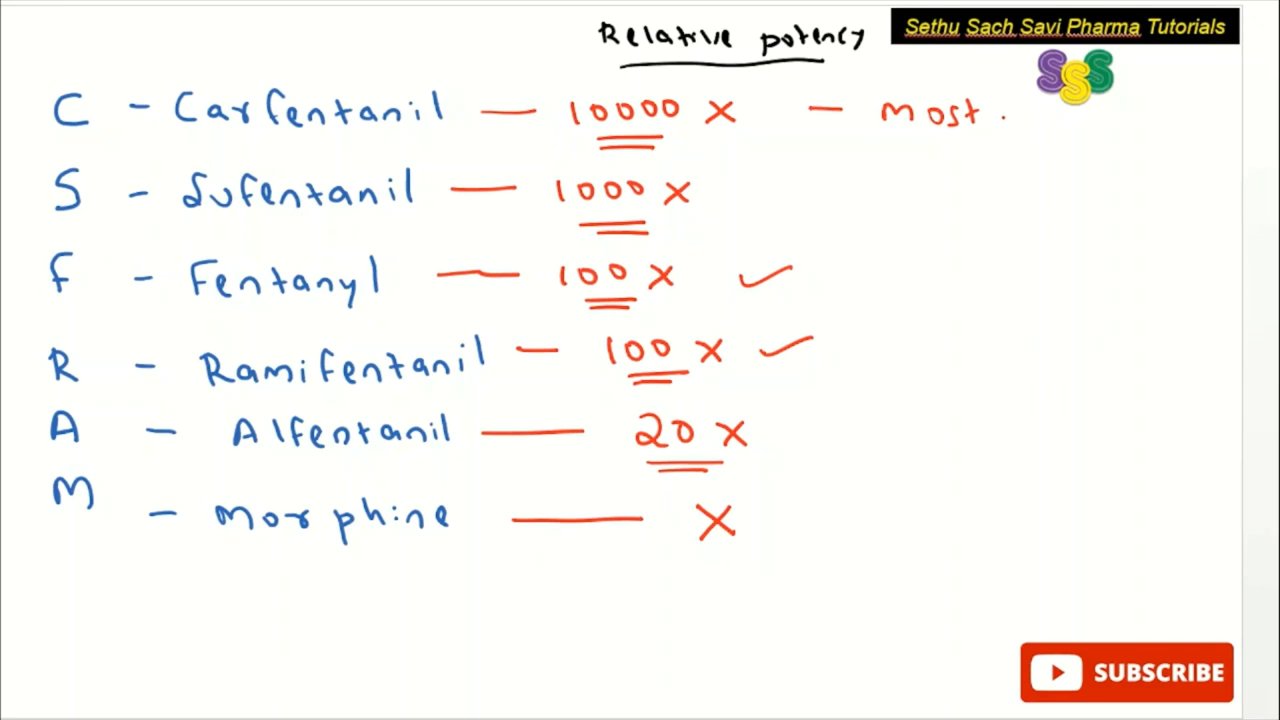 Relative potency
Sethu Sach Savi Pharma Tutorials
SSS
C - Carfentanil — 10000 X — most.
S - Sufentanil — 1000 X
F - Fentanyl — 100 X ✓
R - Ramifentanil — 100 X ✓
A - Alfentanil — 20 X
M - morphine — X
SUBSCRIBE